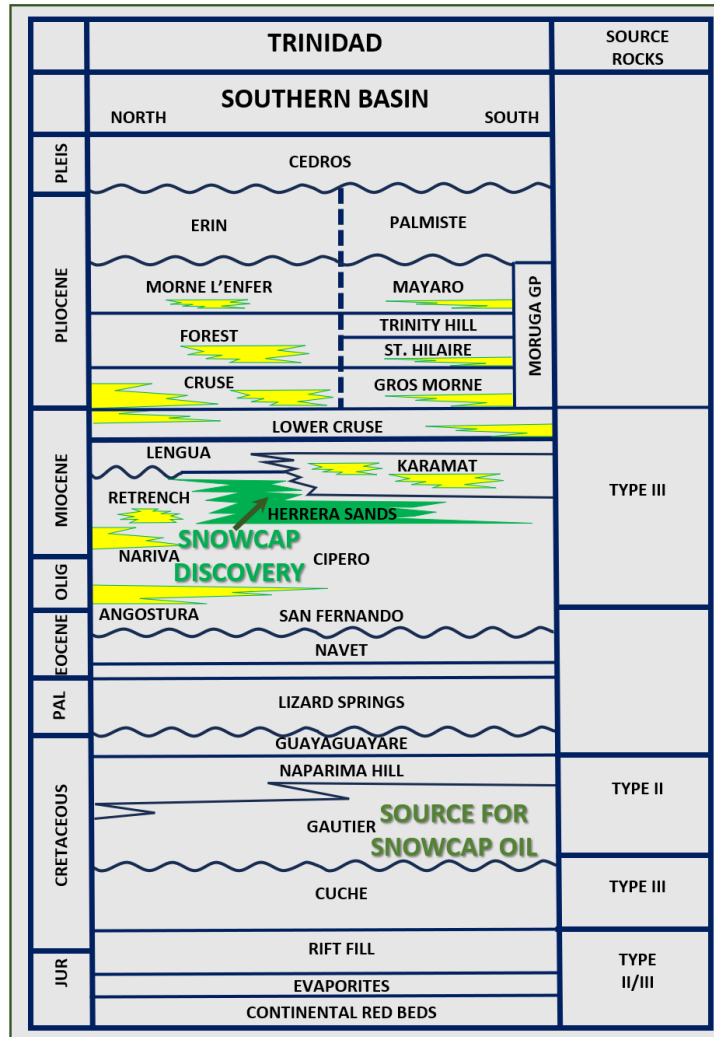 TRINIDAD
SOURCE
ROCKS
SOUTHERN BASIN
NORTH
SOUTH
PLEIS
CEDROS
PLIOCENE
ERIN
PALMISTE
MORNE L’ENFER
MAYARO
MORUGA GP
TRINITY HILL
FOREST
ST. HILAIRE
CRUSE
GROS MORNE
MIOCENE
LOWER CRUSE
TYPE III
LENGUA
KARAMAT
RETRENCH
HERRERA SANDS
SNOWCAP
DISCOVERY
NARIVA
CIPERO
OLIG
ANGOSTURA
SAN FERNANDO
EOCENE
NAVET
PAL
LIZARD SPRINGS
CRETACEOUS
GUAYAGUAYARE
NAPARIMA HILL
TYPE II
GAUTIER
SOURCE FOR
SNOWCAP OIL
CUCHE
TYPE III
JUR
RIFT FILL
TYPE
II/III
EVAPORITES
CONTINENTAL RED BEDS